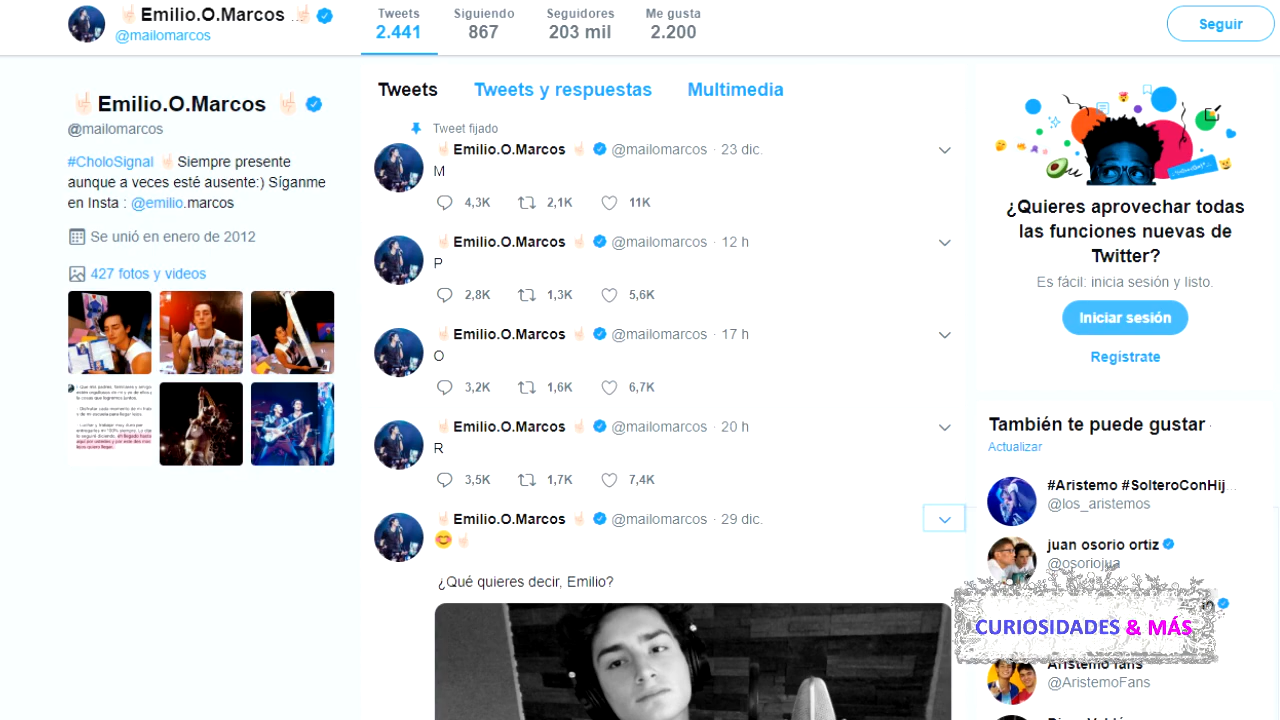 Emilio.O.Marcos ...
@mailomarcos
Tweets
2.441
Siguiendo
867
Seguidores
203 mil
Me gusta
2.200
Seguir
Emilio.O.Marcos
@mailomarcos
#CholoSignal ☝🏻Siempre presente
aunque a veces esté ausente:) Síganme
en Insta : @emilio.marcos
Se unió en enero de 2012
427 fotos y videos
Tweets
Tweets y respuestas
Multimedia
Tweet fijado
Emilio.O.Marcos @mailomarcos · 23 dic.
M
4,3K 2,1K 11K
Emilio.O.Marcos @mailomarcos · 12 h
P
2,8K 1,3K 5,6K
Emilio.O.Marcos @mailomarcos · 17 h
O
3,2K 1,6K 6,7K
Emilio.O.Marcos @mailomarcos · 20 h
R
3,5K 1,7K 7,4K
Emilio.O.Marcos @mailomarcos · 29 dic.
😊☝🏻
¿Qué quieres decir, Emilio?
¿Quieres aprovechar todas
las funciones nuevas de
Twitter?
Es fácil: inicia sesión y listo.
Iniciar sesión
Regístrate
También te puede gustar ·
Actualizar
#Aristemo #SolteroConHij...
@los_aristemos
juan osorio ortiz
@osoriojua
CURIOSIDADES & MÁS
Aristemo fans
@AristemoFans